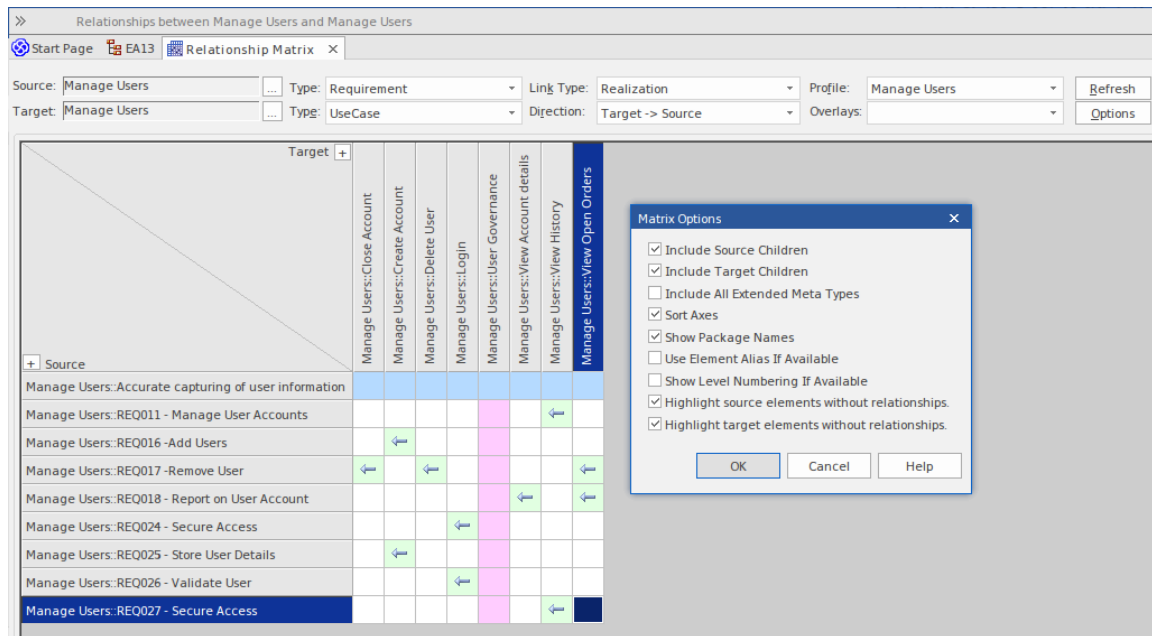 Relationships between Manage Users and Manage Users
Start Page EA13 Relationship Matrix
Source: Manage Users ... Type: Requirement Link Type: Realization Profile: Manage Users Refresh
Target: Manage Users ... Type: UseCase Direction: Target -> Source Overlays: Options
Target +
+ Source
Manage Users::Close Account
Manage Users::Create Account
Manage Users::Delete User
Manage Users::Login
Manage Users::User Governance
Manage Users::View Account details
Manage Users::View History
Manage Users::View Open Orders
Manage Users::Accurate capturing of user information
Manage Users::REQ011 - Manage User Accounts
Manage Users::REQ016 -Add Users
Manage Users::REQ017 -Remove User
Manage Users::REQ018 - Report on User Account
Manage Users::REQ024 - Secure Access
Manage Users::REQ025 - Store User Details
Manage Users::REQ026 - Validate User
Manage Users::REQ027 - Secure Access
Matrix Options
Include Source Children
Include Target Children
Include All Extended Meta Types
Sort Axes
Show Package Names
Use Element Alias If Available
Show Level Numbering If Available
Highlight source elements without relationships.
Highlight target elements without relationships.
OK Cancel Help